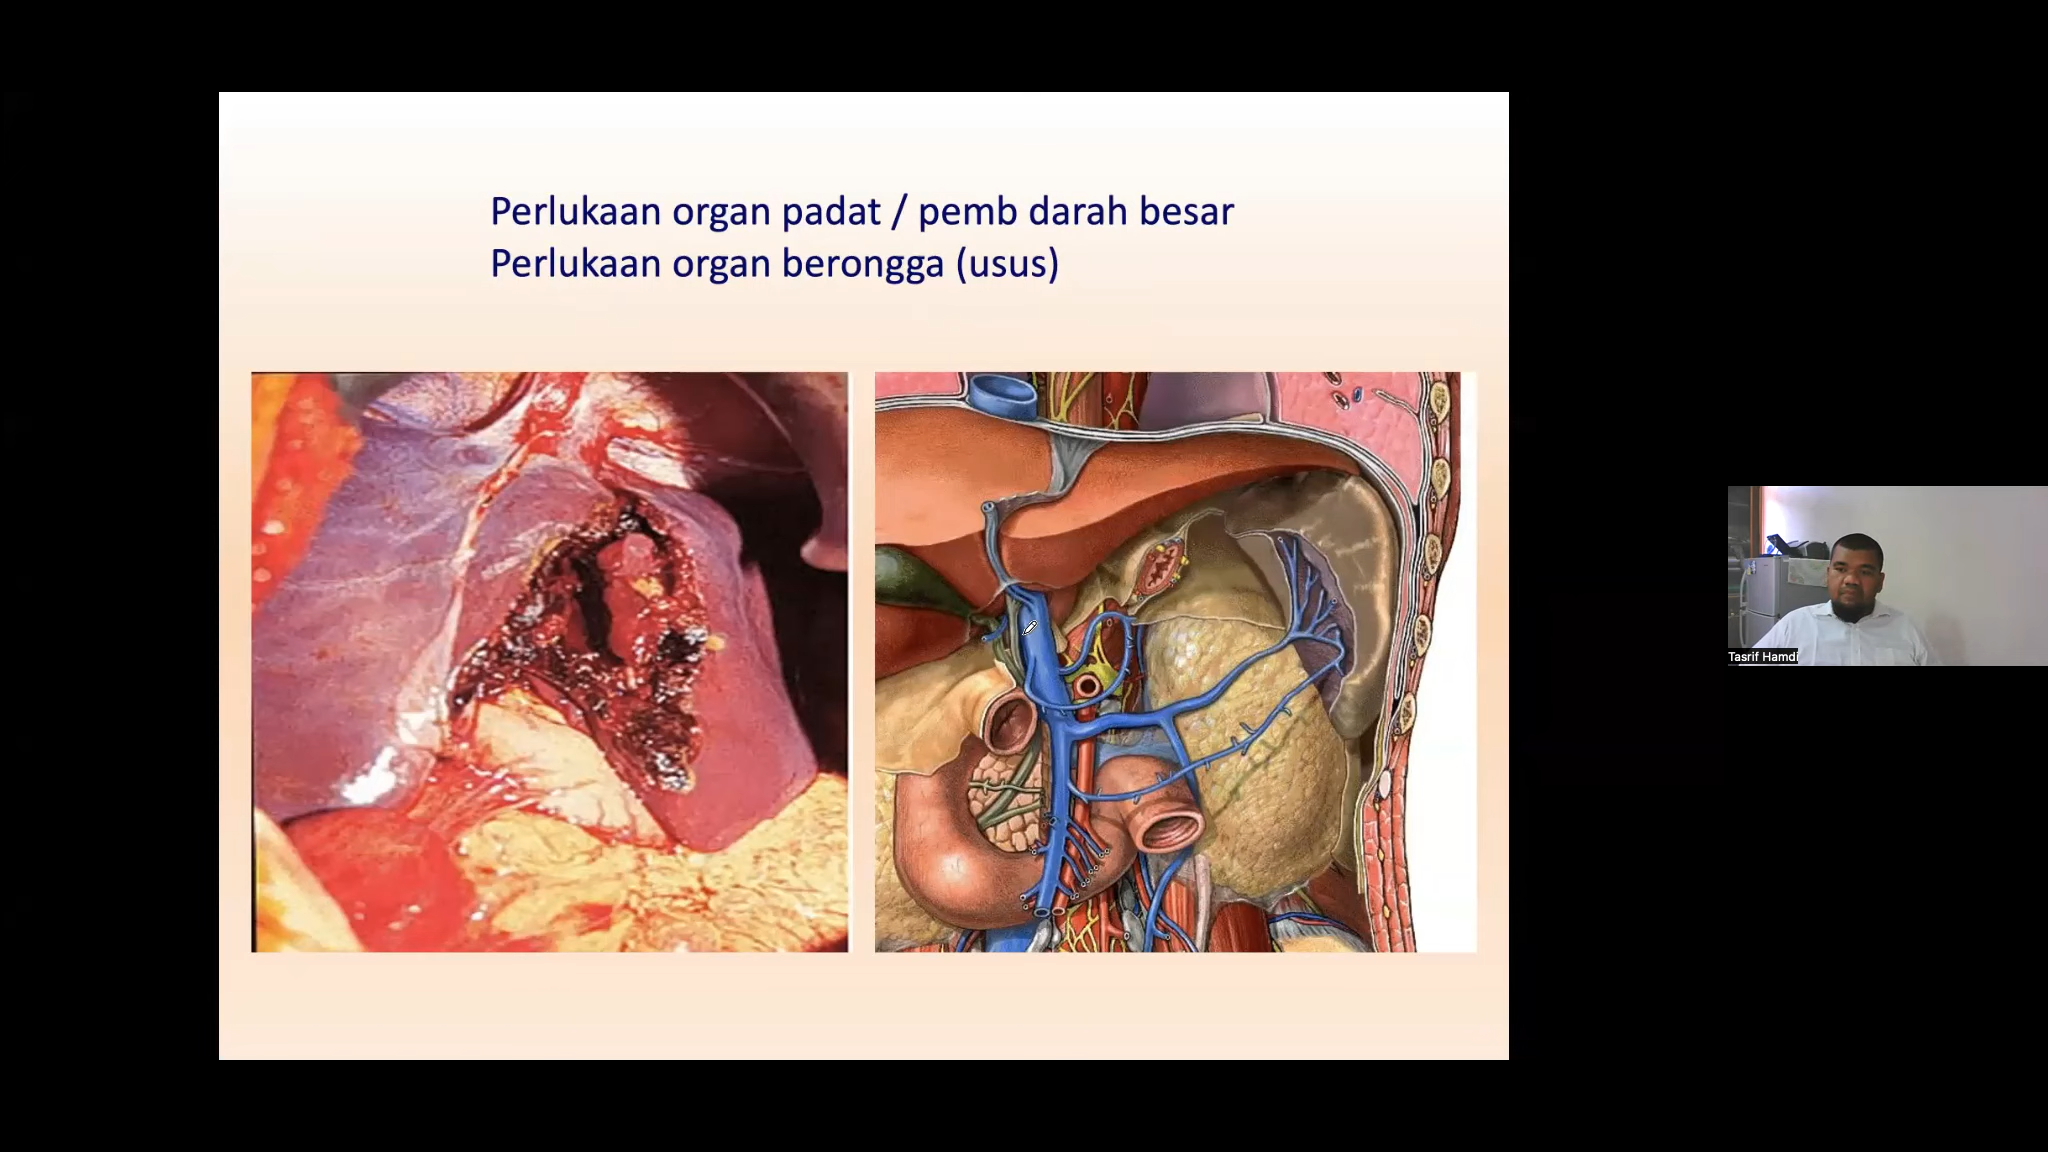 Perlukaan organ padat / pemb darah besar
Perlukaan organ berongga (usus)
Tasrif Hamdi